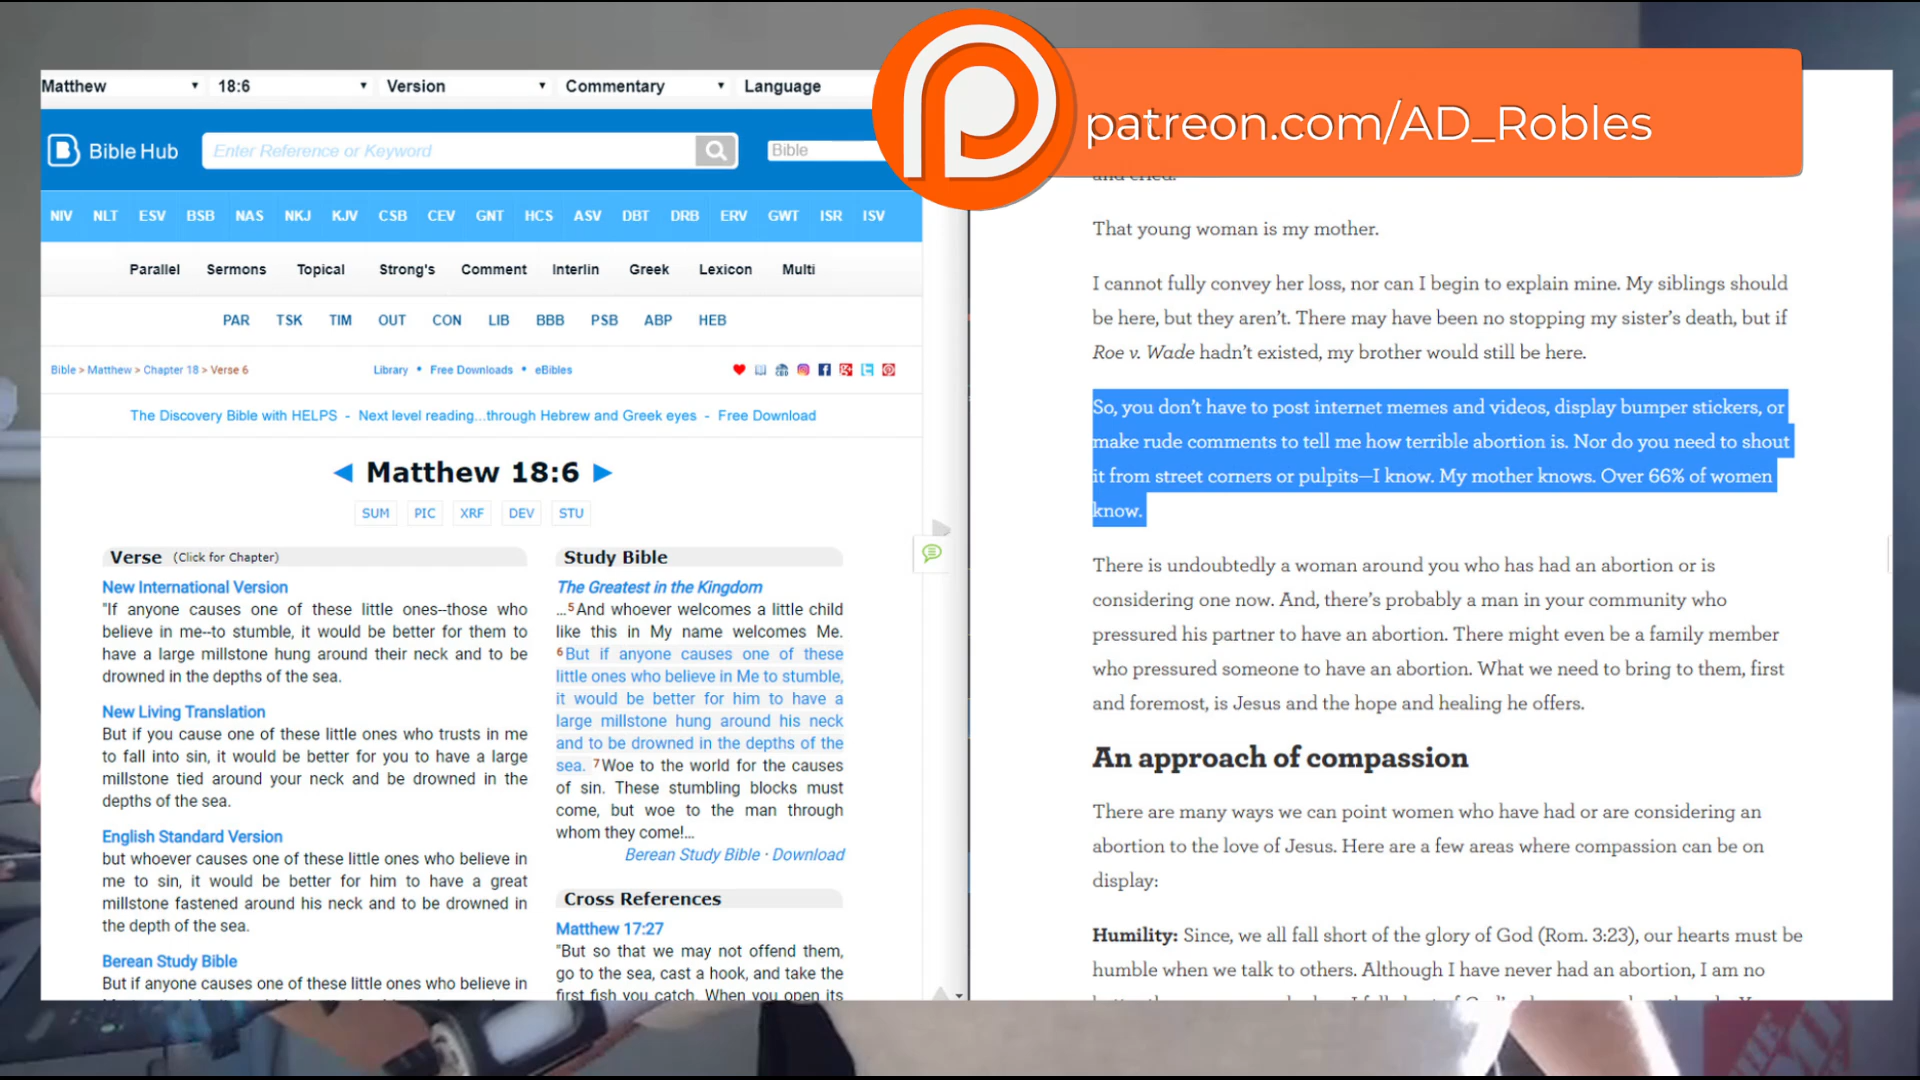 patreon.com/AD_Robles
Matthew
18:6
Version
Commentary
Language
Bible Hub
Enter Reference or Keyword
Bible
NIV NLT ESV BSB NAS NKJ KJV CSB CEV GNT HCS ASV DBT DRB ERV GWT ISR ISV
Parallel Sermons Topical Strong's Comment Interlin Greek Lexicon Multi
PAR TSK TIM OUT CON LIB BBB PSB ABP HEB
Bible > Matthew > Chapter 18 > Verse 6
Library • Free Downloads • eBibles
The Discovery Bible with HELPS - Next level reading...through Hebrew and Greek eyes - Free Download
Matthew 18:6
SUM PIC XRF DEV STU
Verse (Click for Chapter)
New International Version
"If anyone causes one of these little ones--those who
believe in me--to stumble, it would be better for them to
have a large millstone hung around their neck and to be
drowned in the depths of the sea.
New Living Translation
But if you cause one of these little ones who trusts in me
to fall into sin, it would be better for you to have a large
millstone tied around your neck and be drowned in the
depths of the sea.
English Standard Version
but whoever causes one of these little ones who believe in
me to sin, it would be better for him to have a great
millstone fastened around his neck and to be drowned in
the depth of the sea.
Berean Study Bible
But if anyone causes one of these little ones who believe in
Study Bible
The Greatest in the Kingdom
...5And whoever welcomes a little child
like this in My name welcomes Me.
6But if anyone causes one of these
little ones who believe in Me to stumble,
it would be better for him to have a
large millstone hung around his neck
and to be drowned in the depths of the
sea. 7Woe to the world for the causes
of sin. These stumbling blocks must
come, but woe to the man through
whom they come!...
Berean Study Bible · Download
Cross References
Matthew 17:27
"But so that we may not offend them,
go to the sea, cast a hook, and take the
first fish you catch. When you open its
and cried.
That young woman is my mother.
I cannot fully convey her loss, nor can I begin to explain mine. My siblings should
be here, but they aren't. There may have been no stopping my sister's death, but if
Roe v. Wade hadn't existed, my brother would still be here.
So, you don't have to post internet memes and videos, display bumper stickers, or
make rude comments to tell me how terrible abortion is. Nor do you need to shout
it from street corners or pulpits—I know. My mother knows. Over 66% of women
know.
There is undoubtedly a woman around you who has had an abortion or is
considering one now. And, there's probably a man in your community who
pressured his partner to have an abortion. There might even be a family member
who pressured someone to have an abortion. What we need to bring to them, first
and foremost, is Jesus and the hope and healing he offers.
An approach of compassion
There are many ways we can point women who have had or are considering an
abortion to the love of Jesus. Here are a few areas where compassion can be on
display:
Humility: Since, we all fall short of the glory of God (Rom. 3:23), our hearts must be
humble when we talk to others. Although I have never had an abortion, I am no